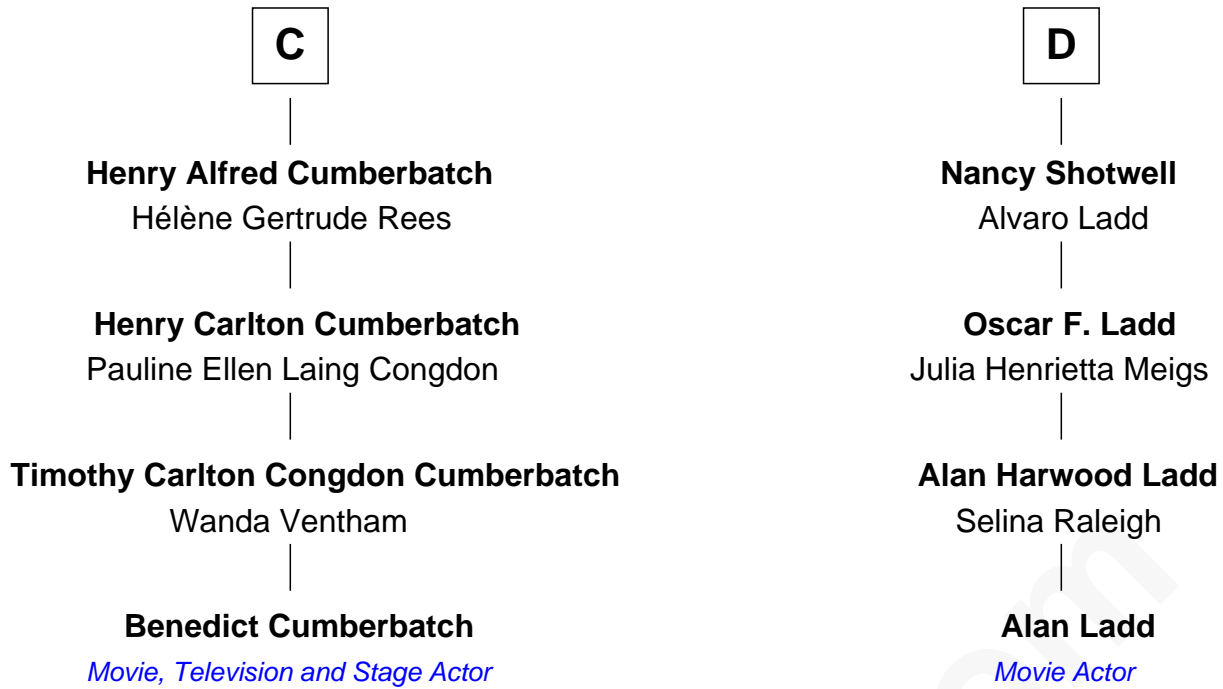 C
Henry Alfred Cumberbatch
Hélène Gertrude Rees
Henry Carlton Cumberbatch
Pauline Ellen Laing Congdon
Timothy Carlton Congdon Cumberbatch
Wanda Ventham
Benedict Cumberbatch
Movie, Television and Stage Actor
D
Nancy Shotwell
Alvaro Ladd
Oscar F. Ladd
Julia Henrietta Meigs
Alan Harwood Ladd
Selina Raleigh
Alan Ladd
Movie Actor